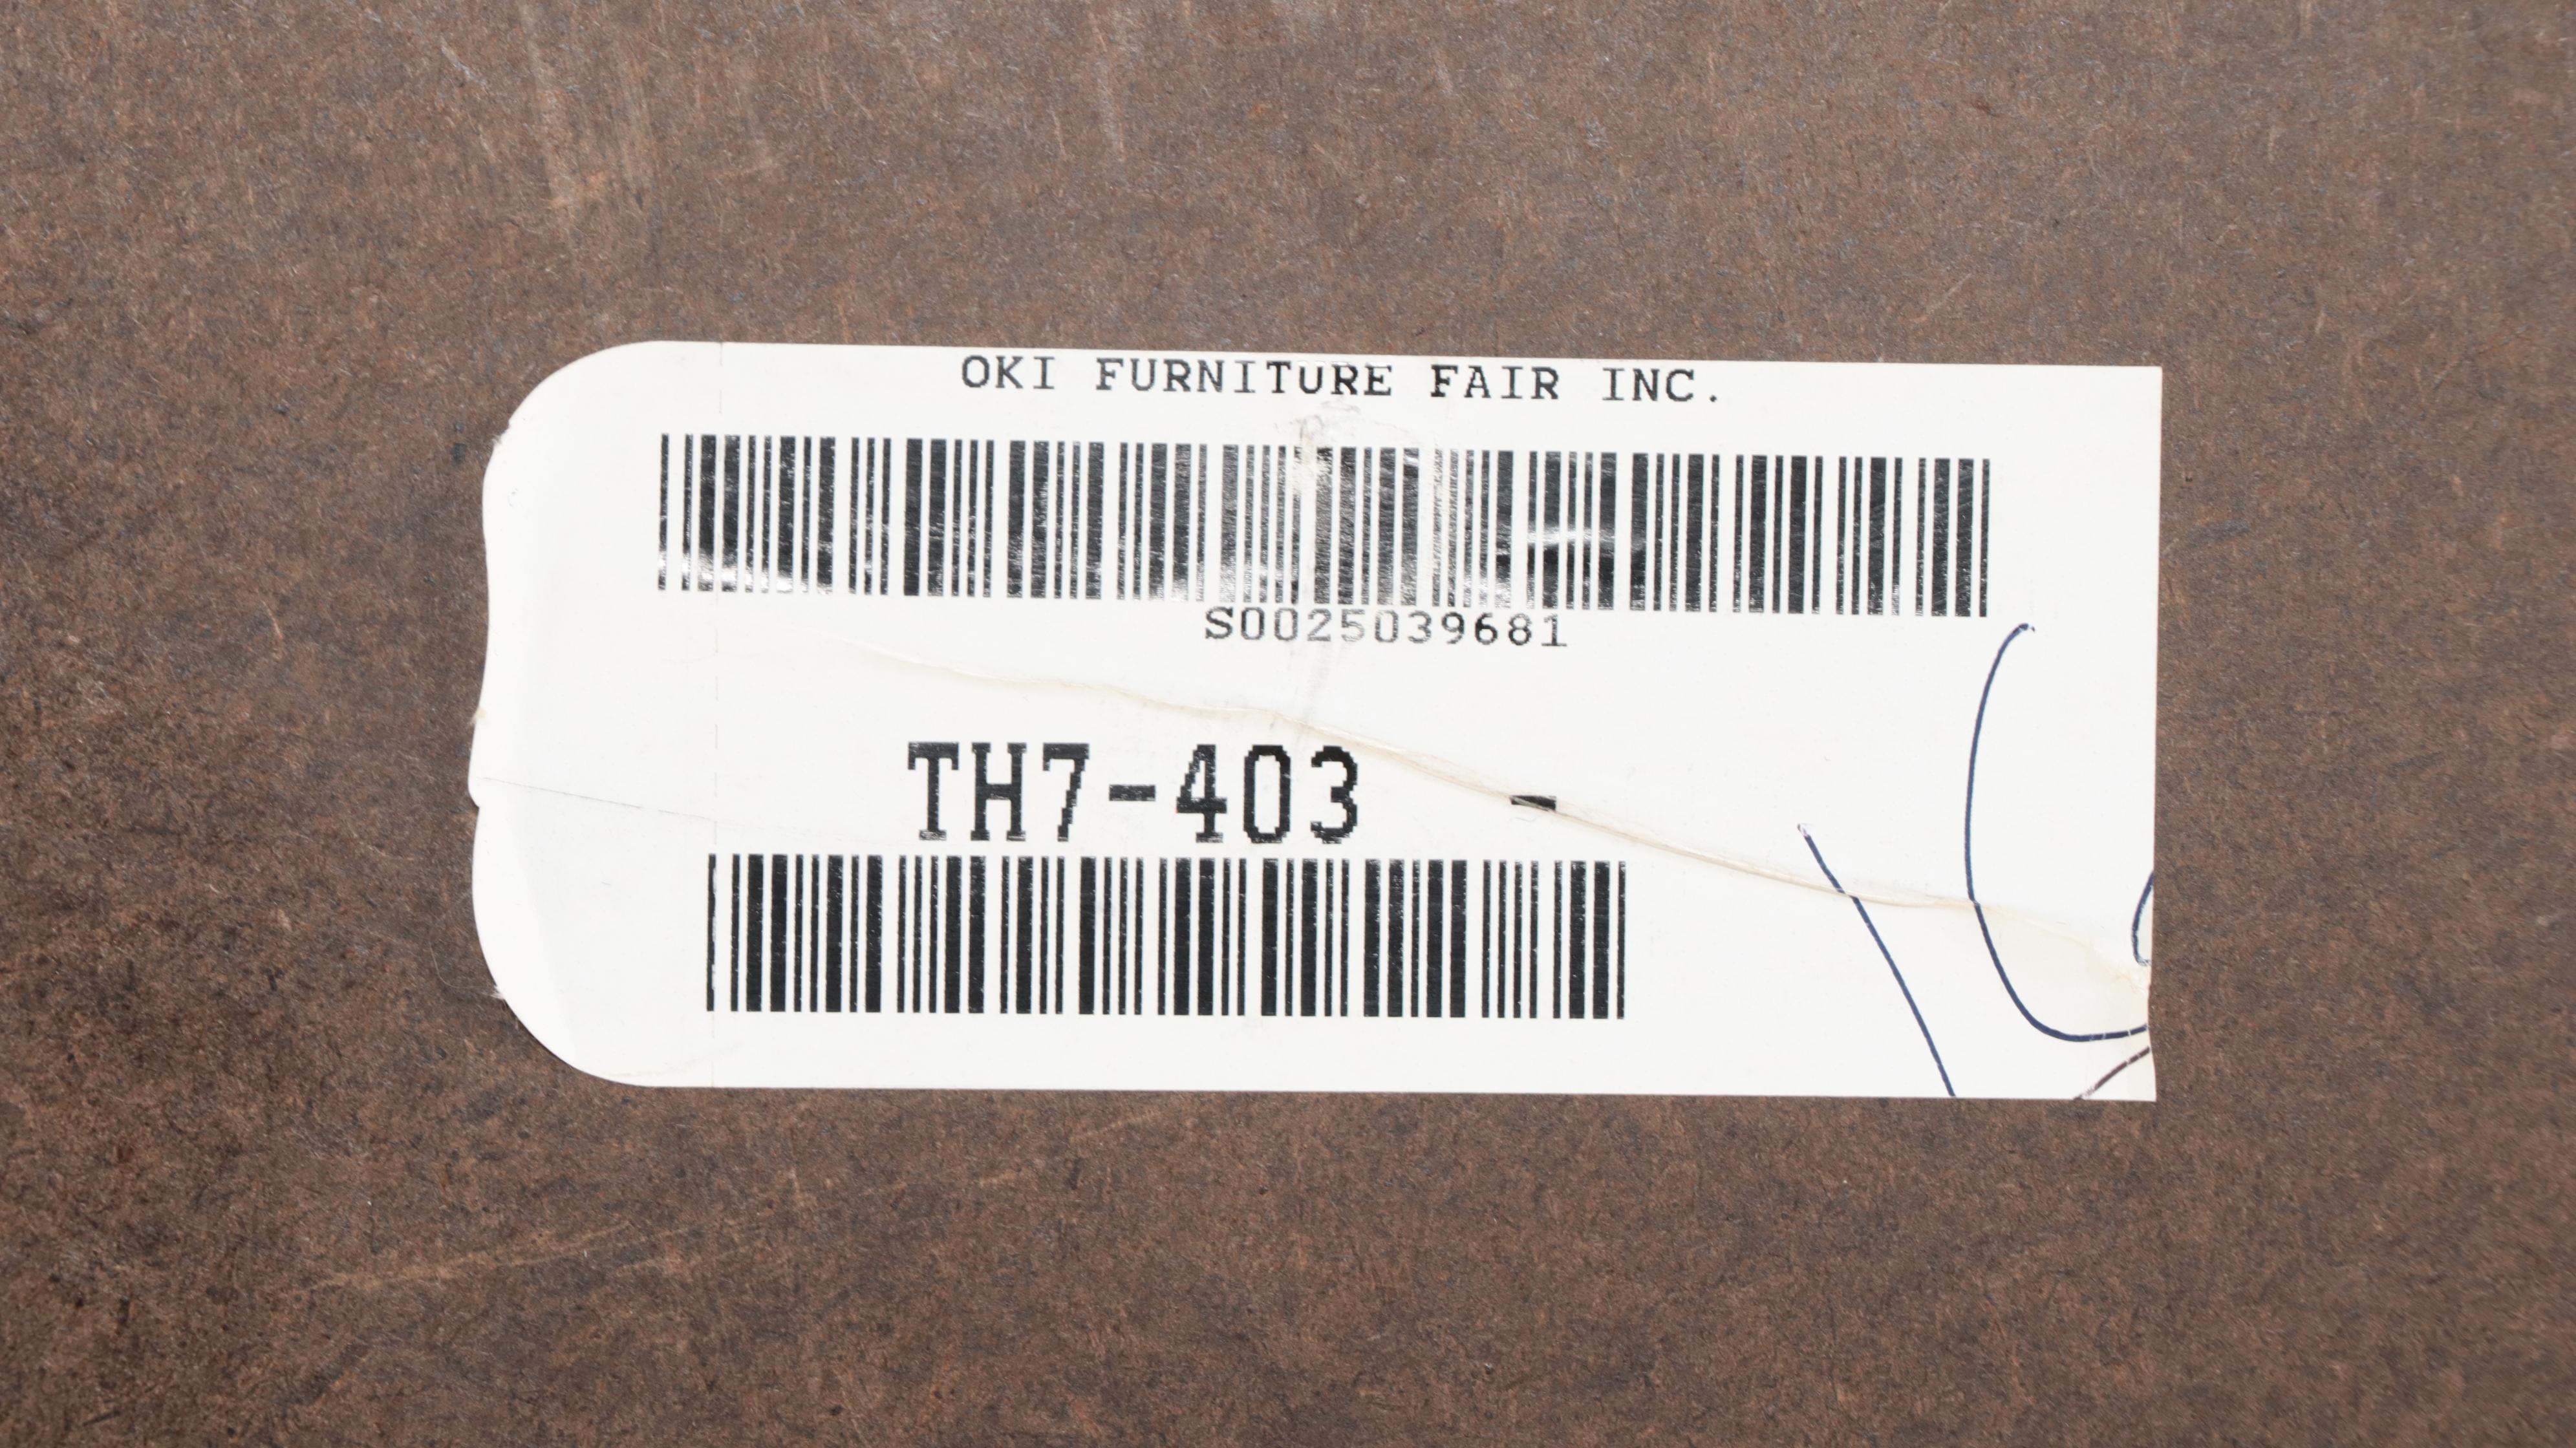 OKI FURNITURE FAIR INC.
S0025039681
TH7-403 -